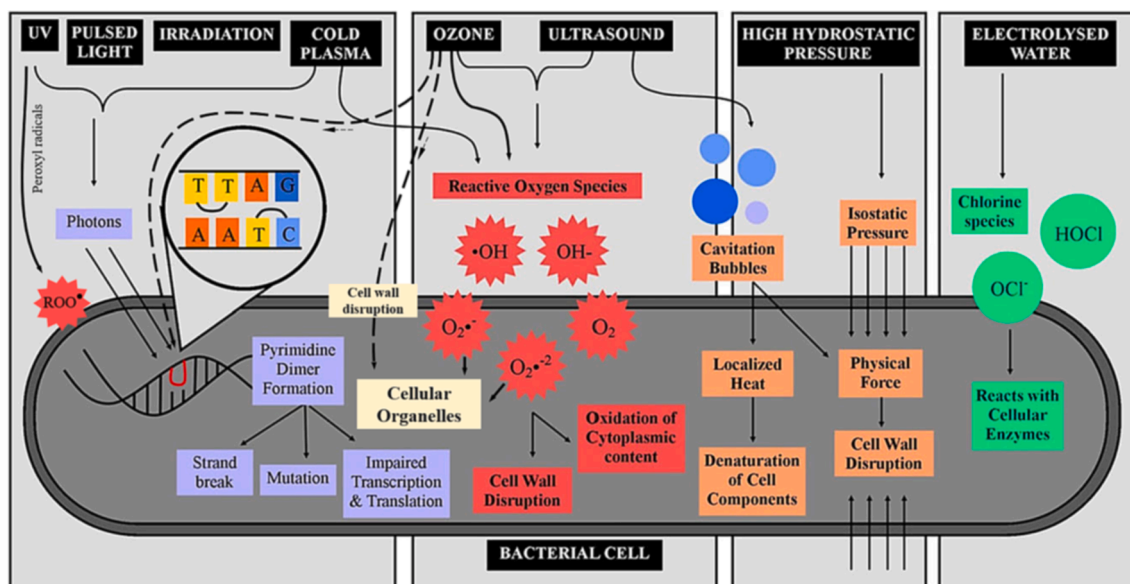 UV
PULSED
LIGHT
IRRADIATION
COLD
PLASMA
OZONE
ULTRASOUND
HIGH HYDROSTATIC
PRESSURE
ELECTROLYSED
WATER
Peroxyl radicals
Photons
T T A G
A A T C
ROO•
Reactive Oxygen Species
•OH
OH-
Cell wall
disruption
O₂•⁻
O₂
O₂•⁻²
Cavitation
Bubbles
Isostatic
Pressure
Chlorine
species
HOCl
OCl⁻
Pyrimidine
Dimer
Formation
Cellular
Organelles
Strand
break
Mutation
Impaired
Transcription
& Translation
Cell Wall
Disruption
Oxidation of
Cytoplasmic
content
Localized
Heat
Denaturation
of Cell
Components
Physical
Force
Cell Wall
Disruption
Reacts with
Cellular
Enzymes
BACTERIAL CELL